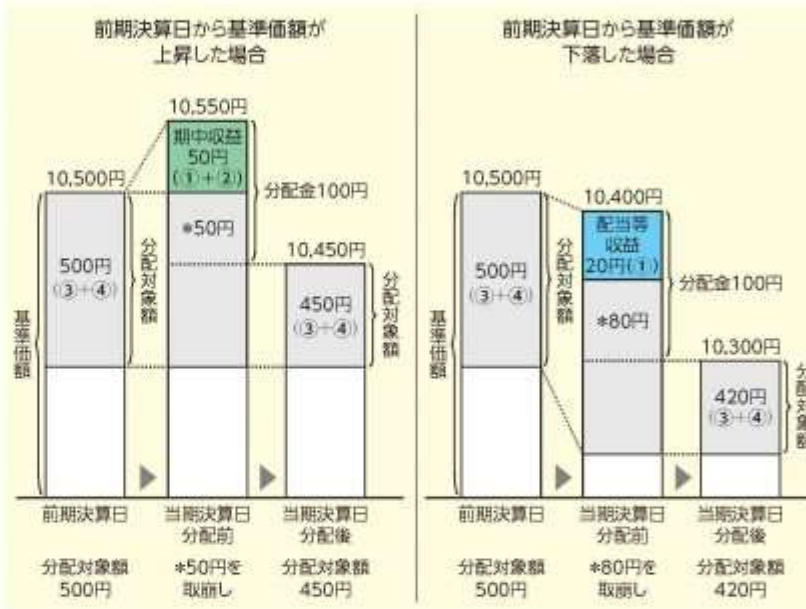 前期決算日から基準価額が
上昇した場合
10,550円
期中収益
50円
(①+②)
10,500円
分配金100円
*50円
10,450円
500円
(③+④)
分配対象額
450円
(③+④)
分配対象額
基準価額
前期決算日
当期決算日
分配前
当期決算日
分配後
分配対象額
500円
*50円を
取崩し
分配対象額
450円
前期決算日から基準価額が
下落した場合
10,500円
10,400円
配当等
収益
20円(①)
分配金100円
500円
(③+④)
分配対象額
*80円
10,300円
420円
(③+④)
分配対象額
基準価額
前期決算日
当期決算日
分配前
当期決算日
分配後
分配対象額
500円
*80円を
取崩し
分配対象額
420円